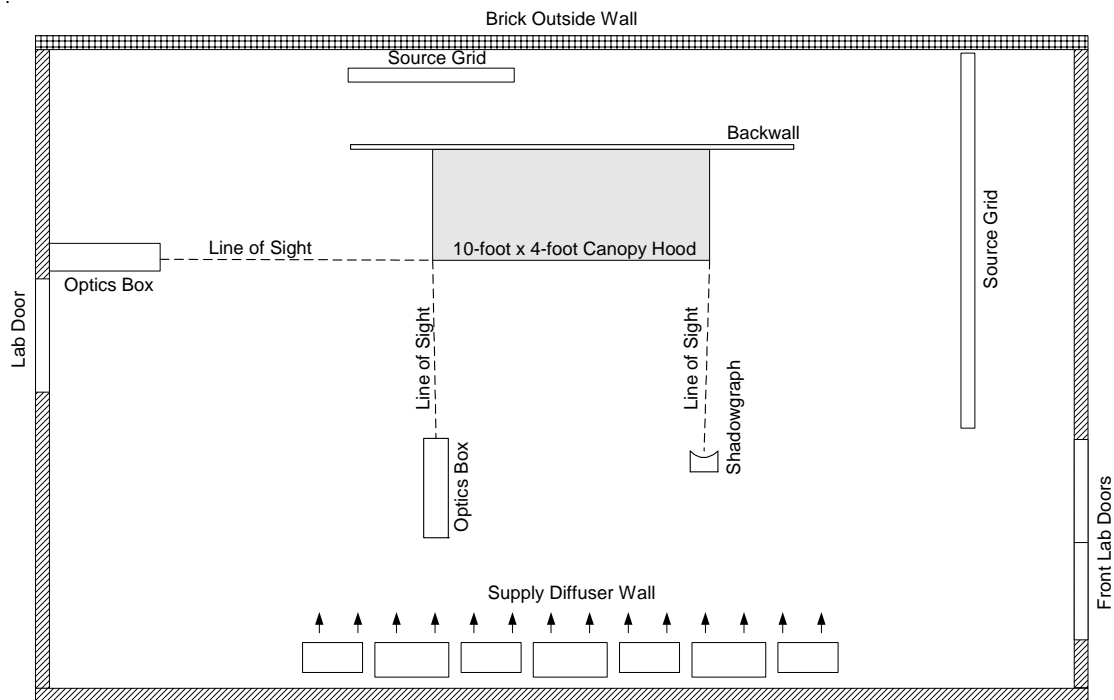 .
Brick Outside Wall
Source Grid
Backwall
Line of Sight
10-foot x 4-foot Canopy Hood
Source Grid
Optics Box
Lab Door
Line of Sight
Line of Sight
Shadowgraph
Optics Box
Front Lab Doors
Supply Diffuser Wall